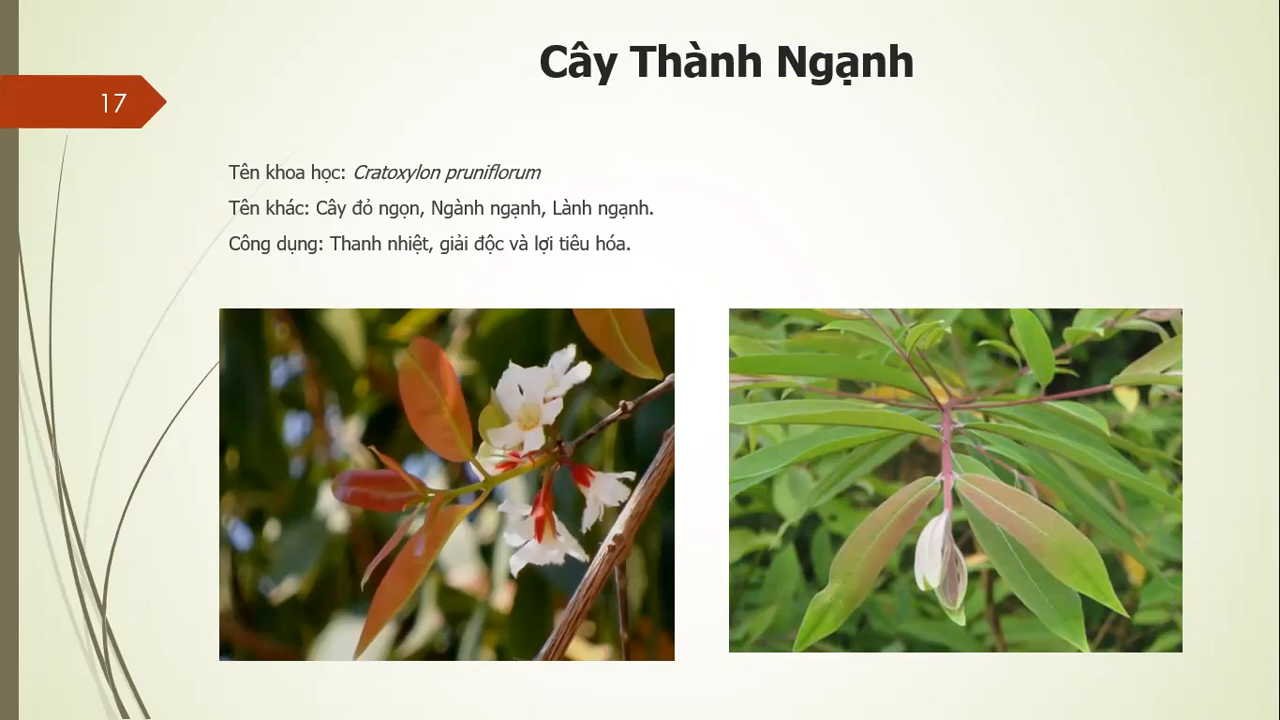 Cây Thành Ngạnh
17
Tên khoa học: Cratoxylon pruniflorum
Tên khác: Cây đỏ ngọn, Ngành ngạnh, Lành ngạnh.
Công dụng: Thanh nhiệt, giải độc và lợi tiêu hóa.